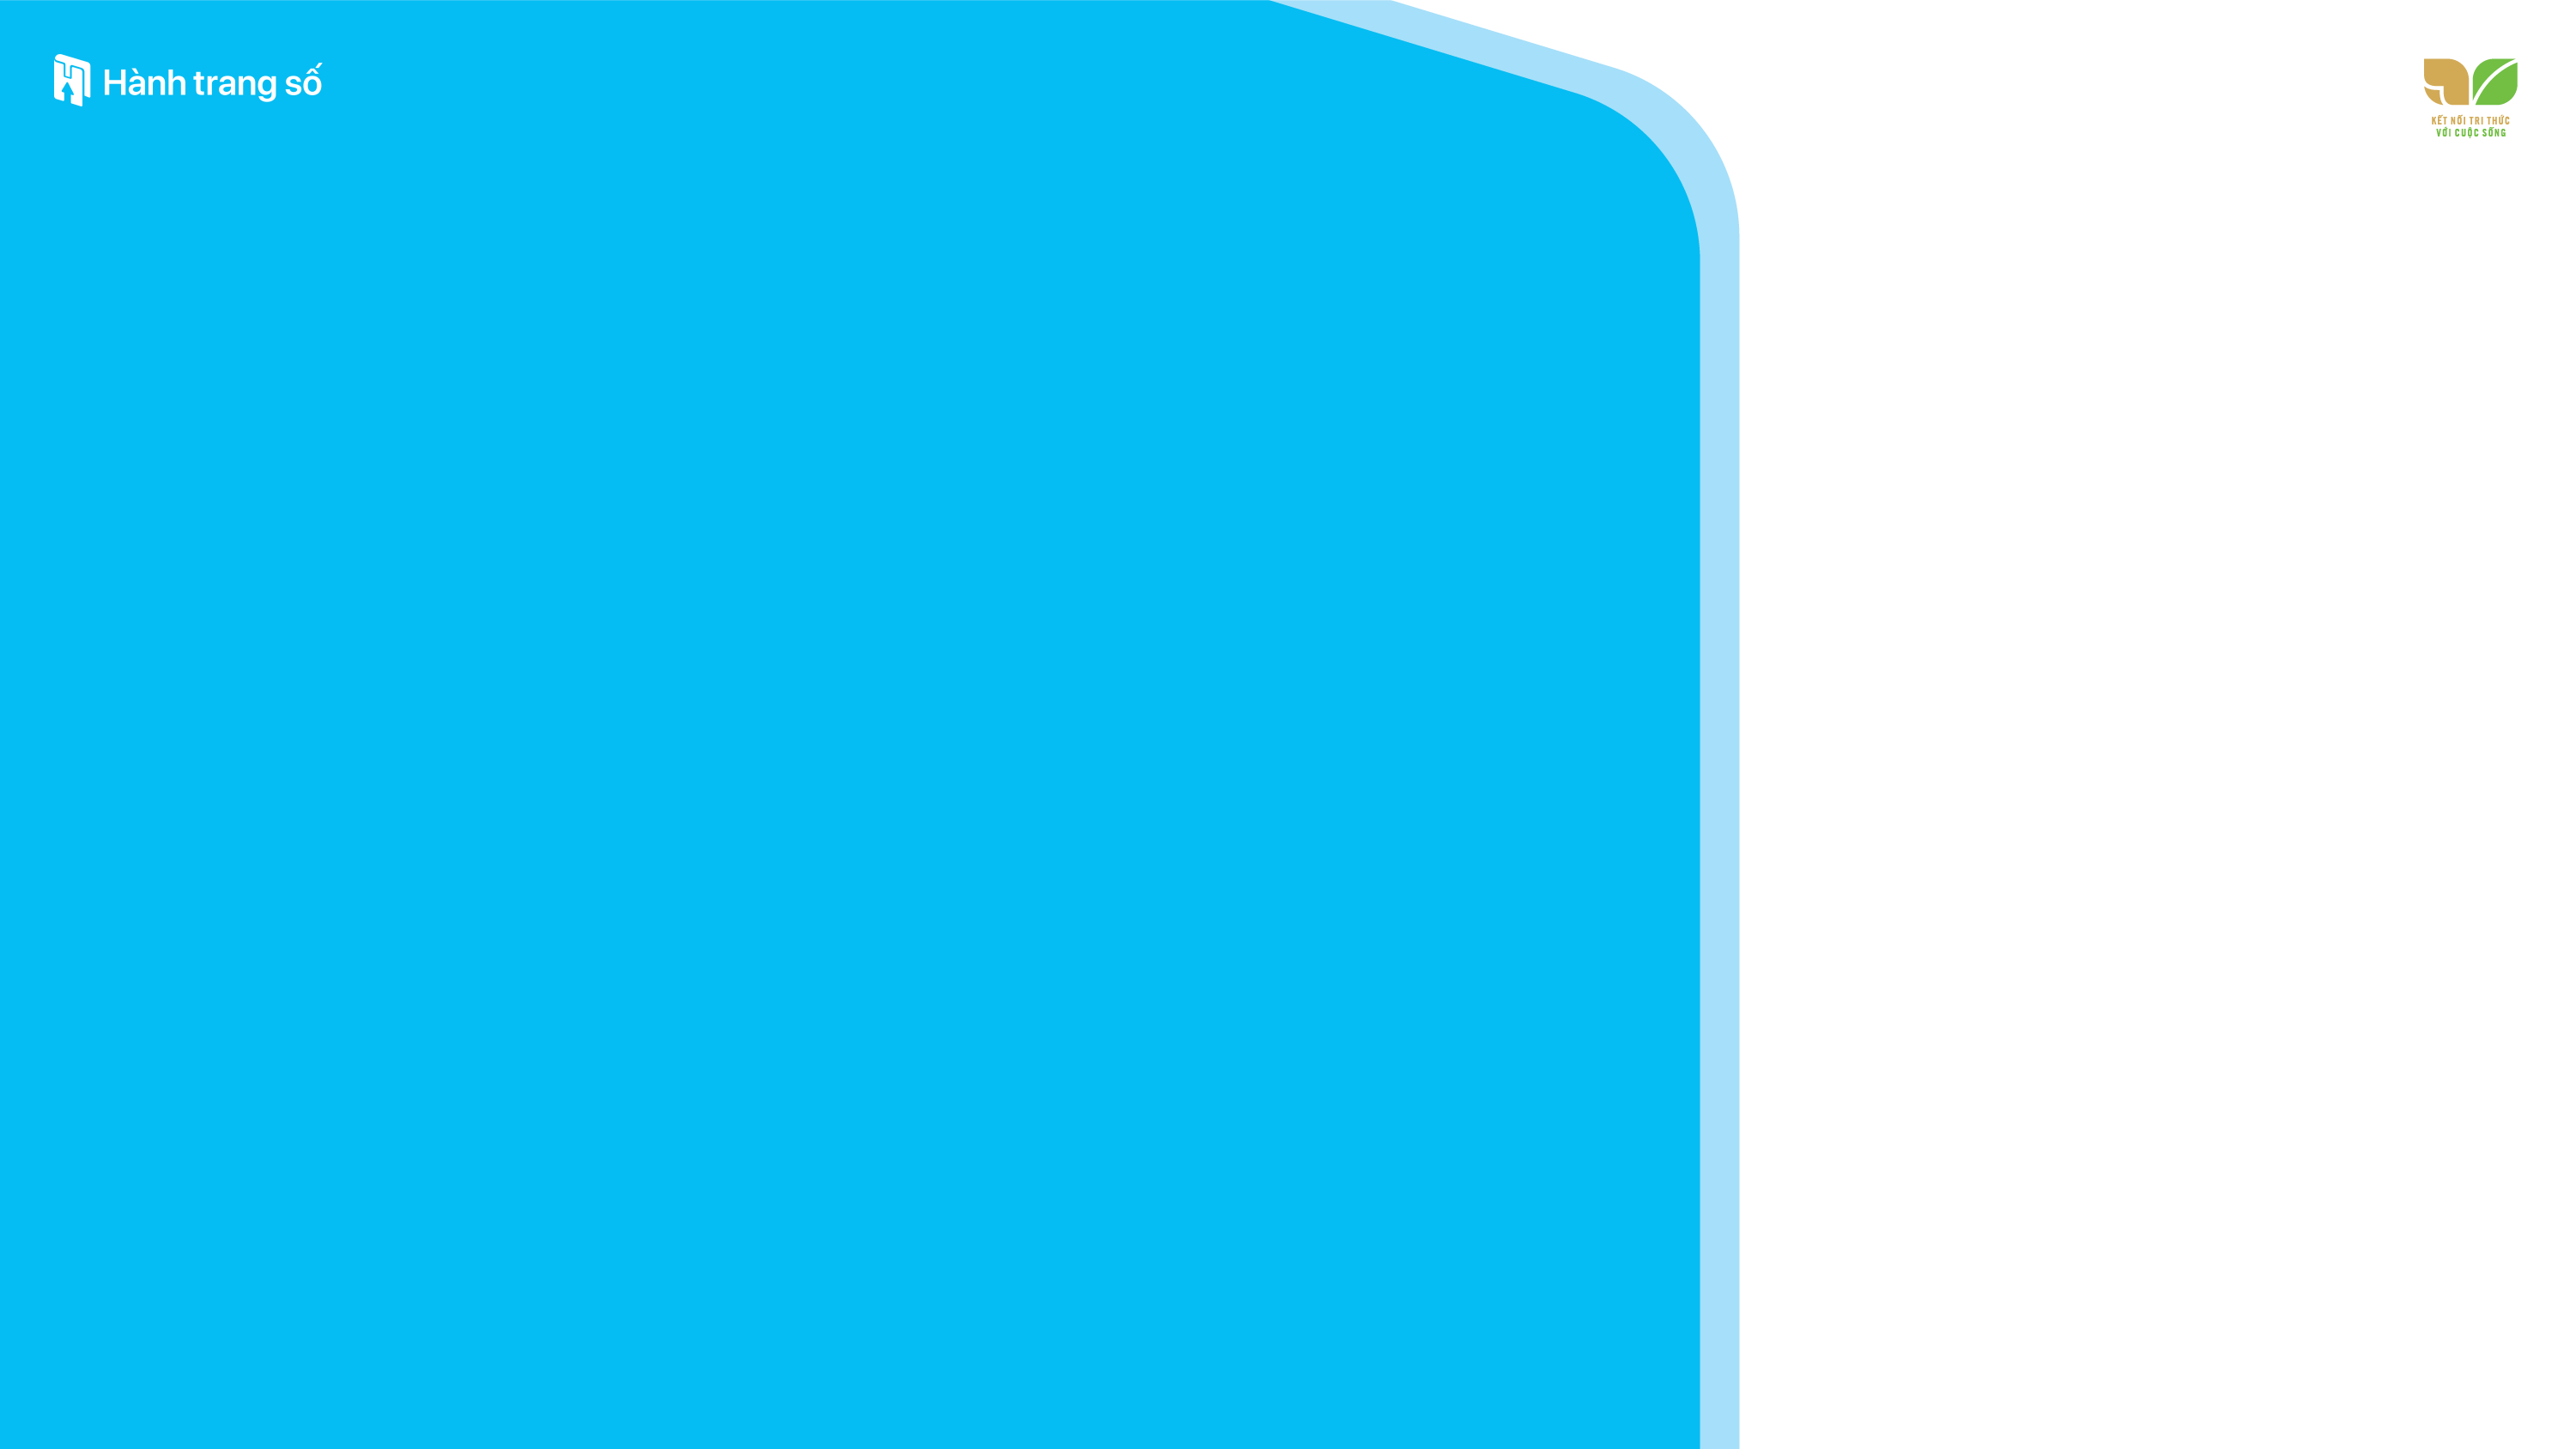 Hành trang số
KẾT NỐI TRI THỨC
VỚI CUỘC SỐNG